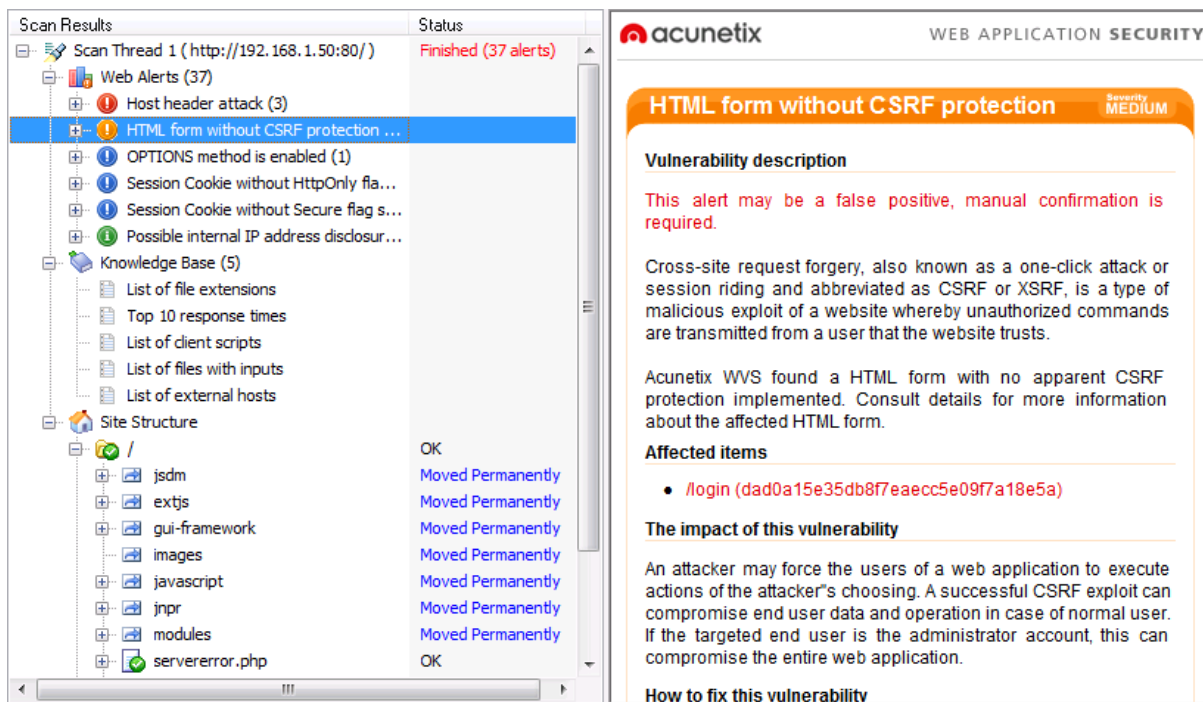 Scan Results Status
Scan Thread 1 ( http://192.168.1.50:80/ ) Finished (37 alerts)
Web Alerts (37)
Host header attack (3)
HTML form without CSRF protection ...
OPTIONS method is enabled (1)
Session Cookie without HttpOnly fla...
Session Cookie without Secure flag s...
Possible internal IP address disclosur...
Knowledge Base (5)
List of file extensions
Top 10 response times
List of client scripts
List of files with inputs
List of external hosts
Site Structure
/ OK
jsdm Moved Permanently
extjs Moved Permanently
gui-framework Moved Permanently
images Moved Permanently
javascript Moved Permanently
jnpr Moved Permanently
modules Moved Permanently
servererror.php OK
acunetix WEB APPLICATION SECURITY
HTML form without CSRF protection Severity MEDIUM
Vulnerability description
This alert may be a false positive, manual confirmation is
required.
Cross-site request forgery, also known as a one-click attack or
session riding and abbreviated as CSRF or XSRF, is a type of
malicious exploit of a website whereby unauthorized commands
are transmitted from a user that the website trusts.
Acunetix WVS found a HTML form with no apparent CSRF
protection implemented. Consult details for more information
about the affected HTML form.
Affected items
• /login (dad0a15e35db8f7eaecc5e09f7a18e5a)
The impact of this vulnerability
An attacker may force the users of a web application to execute
actions of the attacker"s choosing. A successful CSRF exploit can
compromise end user data and operation in case of normal user.
If the targeted end user is the administrator account, this can
compromise the entire web application.
How to fix this vulnerability